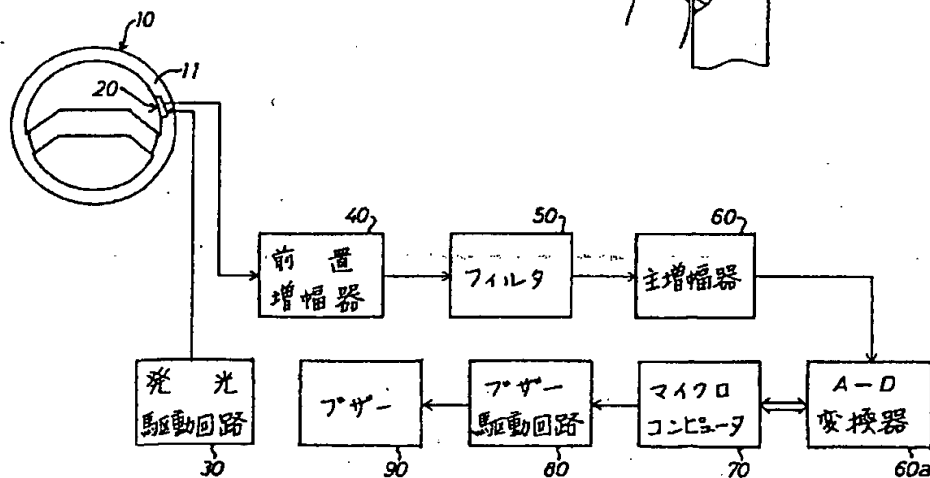 10
11
20
40
50
60
前置
増幅器
フィルタ
主増幅器
発光
駆動回路
ブザー
ブザー
駆動回路
マイクロ
コンピュータ
A-D
変換器
30
90
80
70
60a